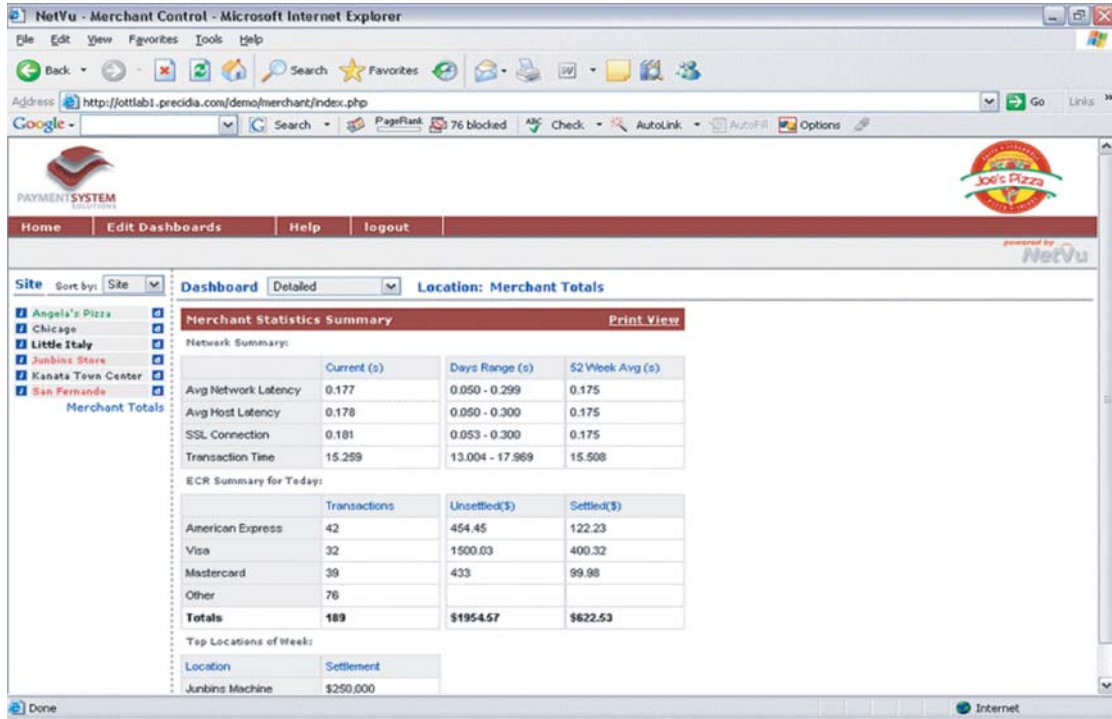 NetVu - Merchant Control - Microsoft Internet Explorer
File Edit View Favorites Tools Help
Back Search Favorites
Address http://ottlab1.precidia.com/demo/merchant/index.php Go Links
Google Search PageRank 76 blocked ABC Check AutoLink AutoFill Options
PAYMENTSYSTEM
SOLUTIONS
Joe's Pizza
Home Edit Dashboards Help logout
powered by
NetVu
Site Sort by: Site Dashboard Detailed Location: Merchant Totals
Angela's Pizza
Chicago
Little Italy
Junbins Store
Kanata Town Center
San Fernando
Merchant Totals
Merchant Statistics Summary Print View
Network Summary:
Current (s) Days Range (s) 52 Week Avg (s)
Avg Network Latency 0.177 0.050 - 0.299 0.175
Avg Host Latency 0.178 0.050 - 0.300 0.175
SSL Connection 0.181 0.053 - 0.300 0.175
Transaction Time 15.259 13.004 - 17.969 15.508
ECR Summary for Today:
Transactions Unsettled($) Settled($)
American Express 42 454.45 122.23
Visa 32 1500.03 400.32
Mastercard 39 433 99.98
Other 76
Totals 189 $1954.57 $622.53
Top Locations of Week:
Location Settlement
Junbins Machine $250,000
Done Internet